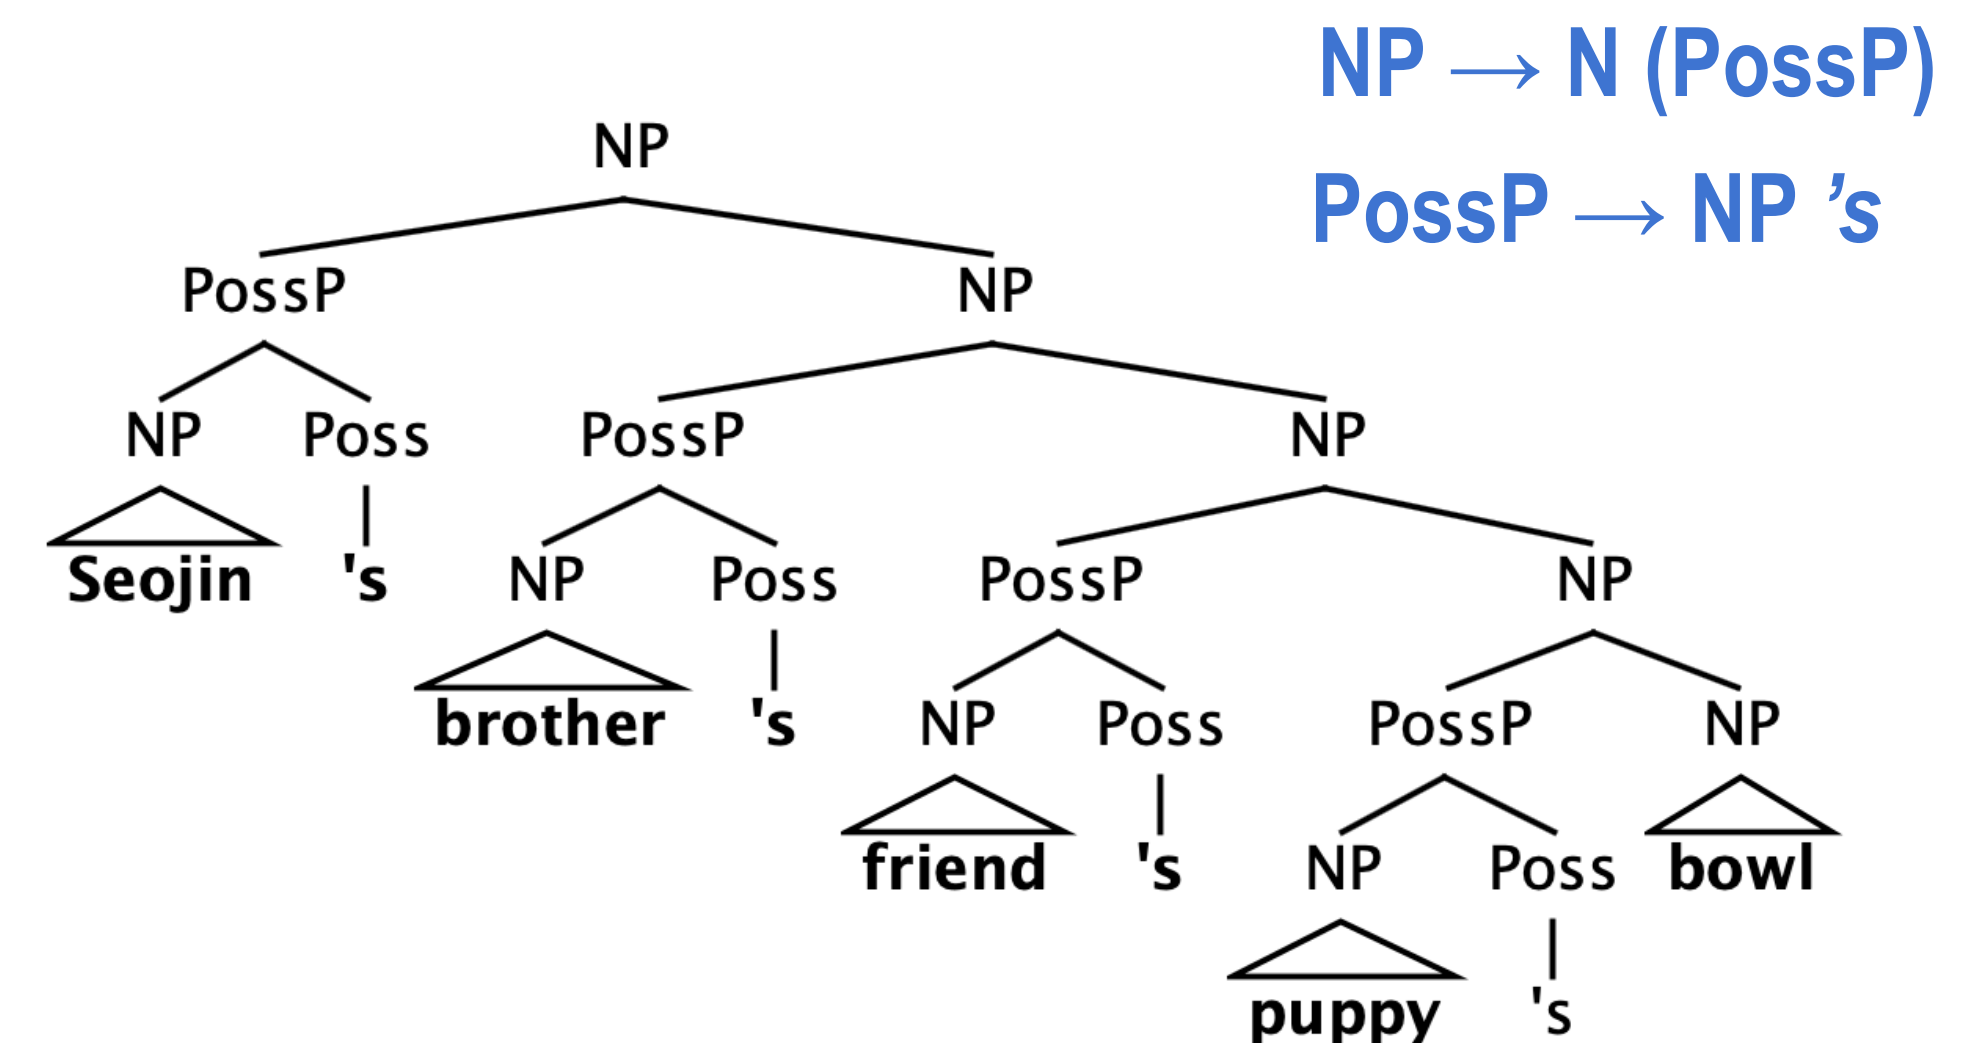 NP → N (PossP)
NP
PossP → NP ’s
PossP NP
NP Poss PossP NP
Seojin 's NP Poss PossP NP
brother 's NP Poss PossP NP
friend 's NP Poss bowl
puppy 's